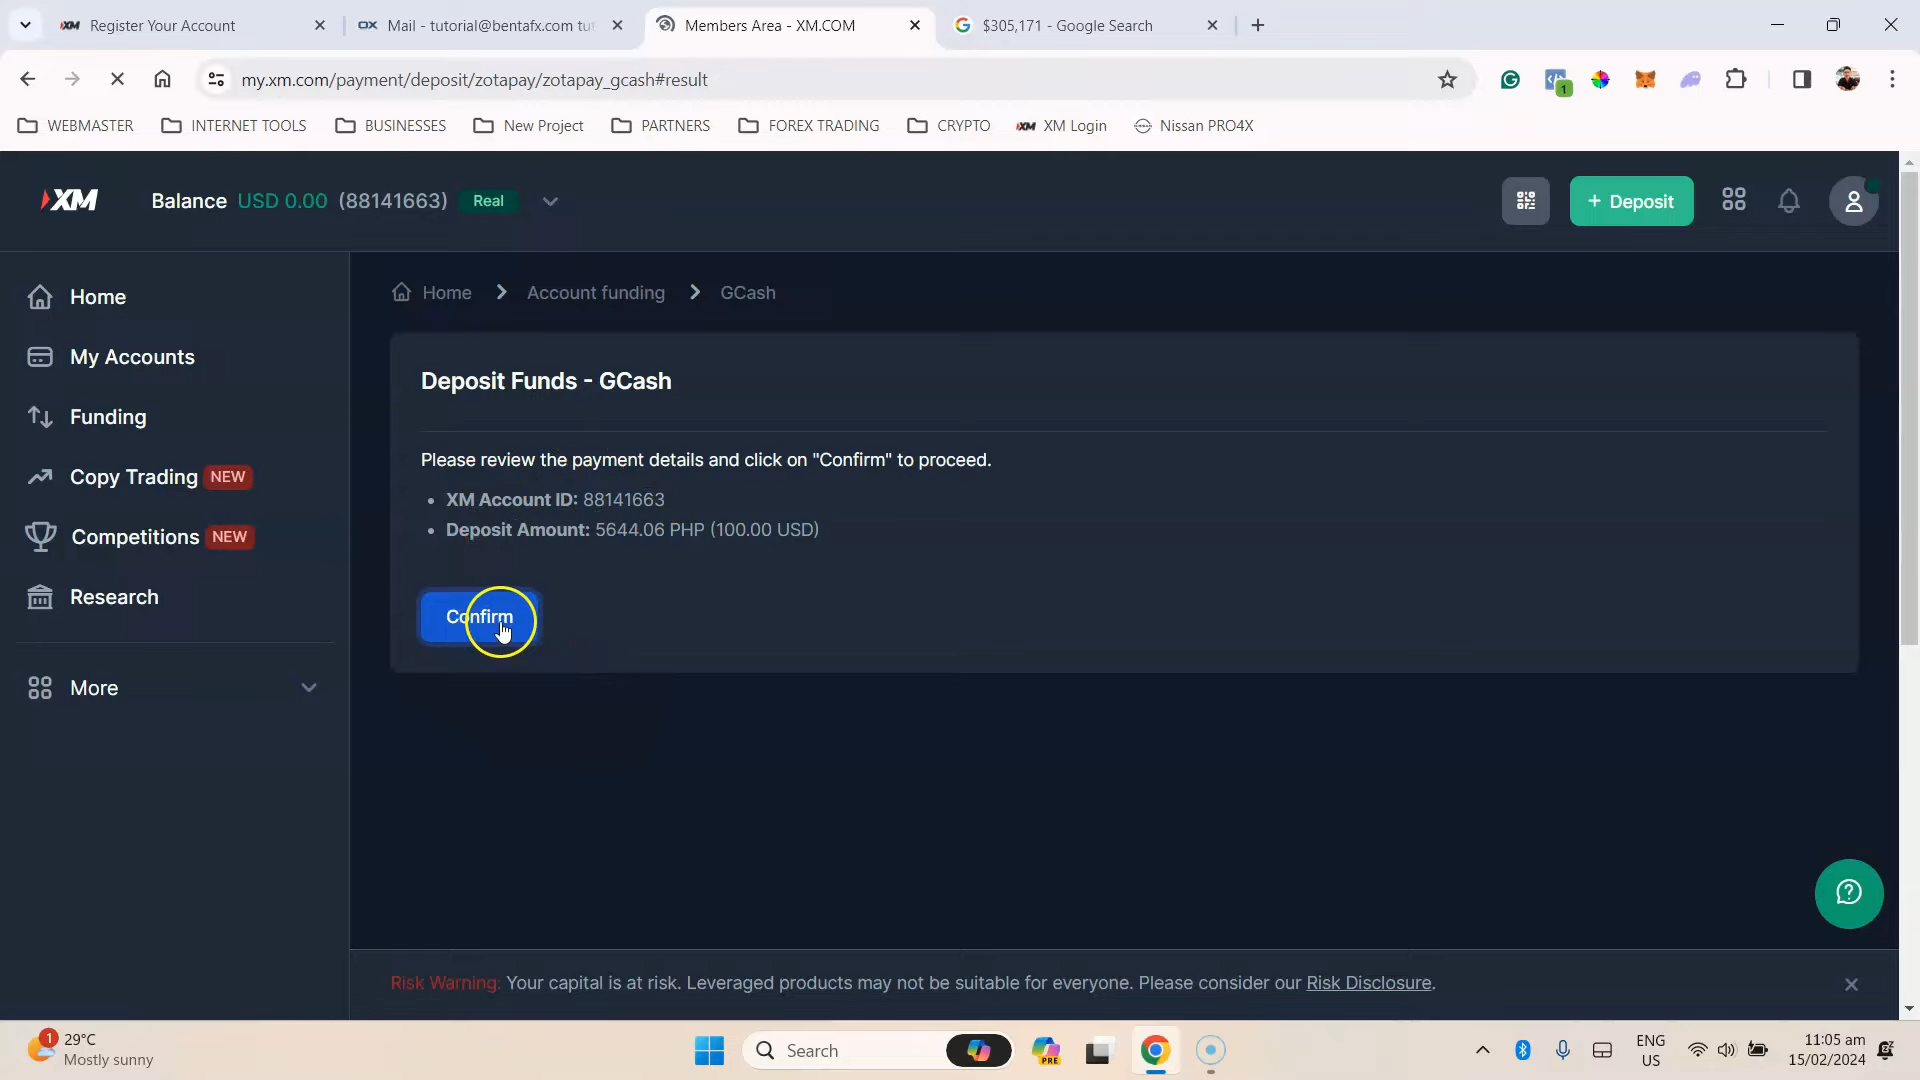 Register Your Account
Mail - tutorial@bentafx.com tut
Members Area - XM.COM
$305,171 - Google Search
my.xm.com/payment/deposit/zotapay/zotapay_gcash#result
1
WEBMASTER
INTERNET TOOLS
BUSINESSES
New Project
PARTNERS
FOREX TRADING
CRYPTO
XM Login
Nissan PRO4X
XM
Balance USD 0.00 (88141663) Real
+ Deposit
Home
My Accounts
Funding
Copy Trading NEW
Competitions NEW
Research
More
Home > Account funding > GCash
Deposit Funds - GCash
Please review the payment details and click on "Confirm" to proceed.
• XM Account ID: 88141663
• Deposit Amount: 5644.06 PHP (100.00 USD)
Confirm
Risk Warning: Your capital is at risk. Leveraged products may not be suitable for everyone. Please consider our Risk Disclosure.
1
29°C
Mostly sunny
Search
PRE
ENG
US
11:05 am
15/02/2024